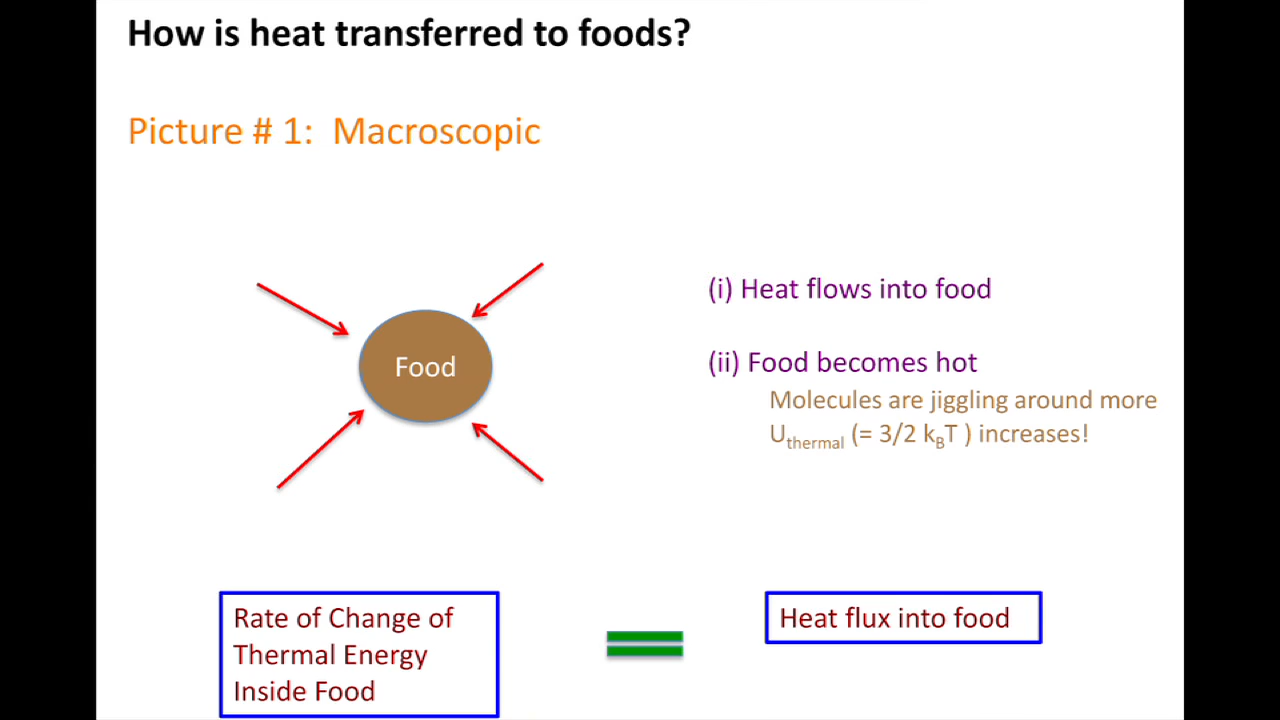 How is heat transferred to foods?
Picture # 1: Macroscopic
Food
(i) Heat flows into food
(ii) Food becomes hot
Molecules are jiggling around more
Uthermal (= 3/2 kBT ) increases!
Rate of Change of
Thermal Energy
Inside Food
Heat flux into food